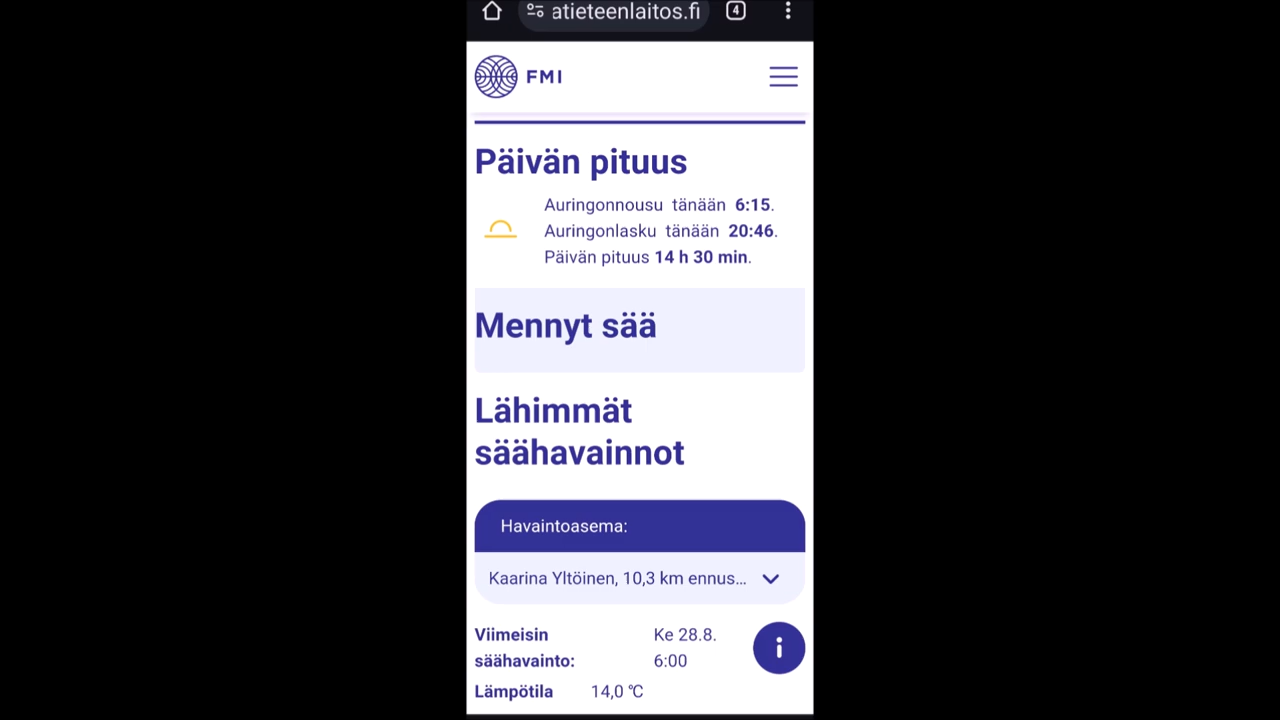 atieteenlaitos.fi
4
FMI
Päivän pituus
Auringonnousu tänään 6:15.
Auringonlasku tänään 20:46.
Päivän pituus 14 h 30 min.
Mennyt sää
Lähimmät
säähavainnot
Havaintoasema:
Kaarina Yltöinen, 10,3 km ennus...
Viimeisin Ke 28.8.
säähavainto: 6:00
Lämpötila 14,0 °C